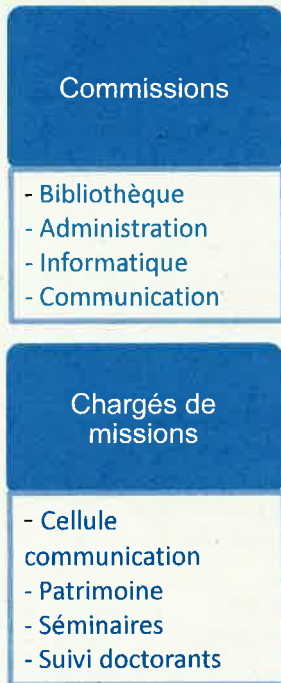 Commissions
- Bibliothèque
- Administration
- Informatique
- Communication
Chargés de
missions
- Cellule
communication
- Patrimoine
- Séminaires
- Suivi doctorants